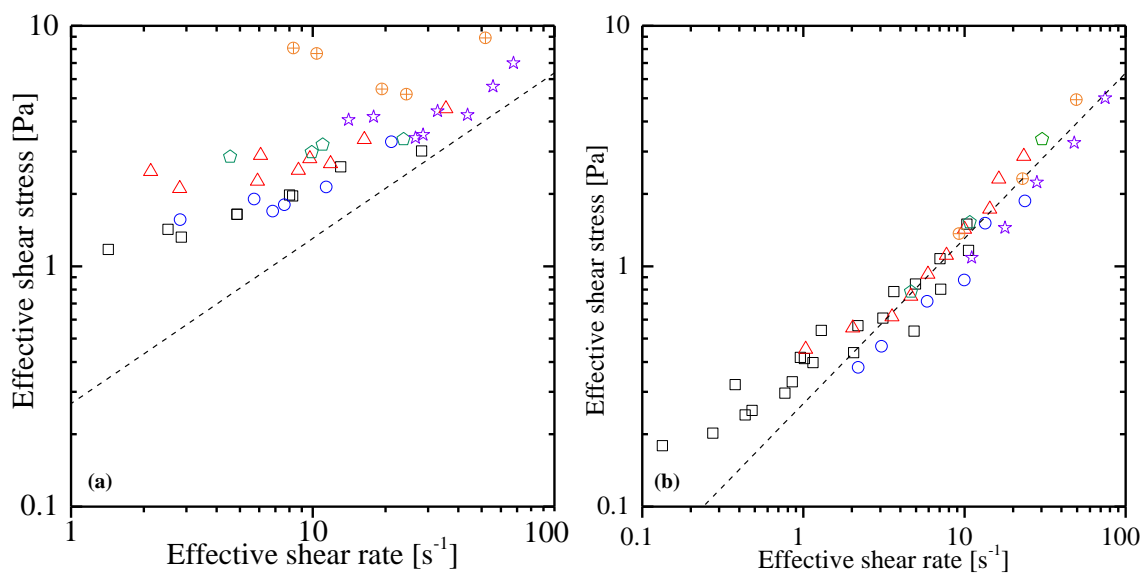 10
1
0.1
Effective shear stress [Pa]
(a)
1
10
100
Effective shear rate [s⁻¹]
10
1
0.1
Effective shear stress [Pa]
(b)
0.1
1
10
100
Effective shear rate [s⁻¹]